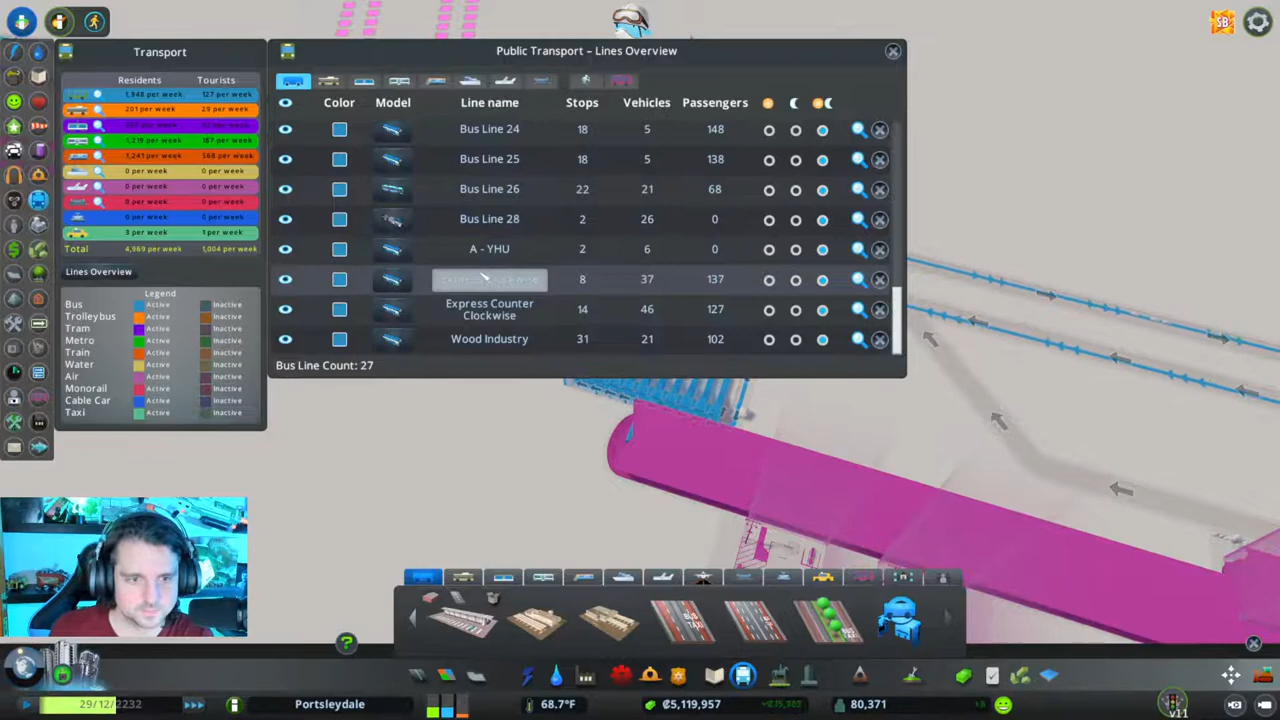 SB
Transport
Public Transport – Lines Overview
Residents Tourists
1,948 per week 127 per week
201 per week 29 per week
1,219 per week 187 per week
1,241 per week 568 per week
0 per week 0 per week
0 per week 0 per week
0 per week 0 per week
0 per week 0 per week
3 per week 1 per week
Total 4,969 per week 1,004 per week
Lines Overview
Legend
Bus Active Inactive
Trolleybus Active Inactive
Tram Active Inactive
Metro Active Inactive
Train Active Inactive
Water Active Inactive
Air Active Inactive
Monorail Active Inactive
Cable Car Active Inactive
Taxi Active Inactive
Color Model Line name Stops Vehicles Passengers
Bus Line 24 18 5 148
Bus Line 25 18 5 138
Bus Line 26 22 21 68
Bus Line 28 2 26 0
A - YHU 2 6 0
8 37 137
Express Counter
Clockwise 14 46 127
Wood Industry 31 21 102
Bus Line Count: 27
BUS TAXI
BUS
?
29/12/2232
Portsleydale
68.7°F
₡5,119,957
80,371
v11